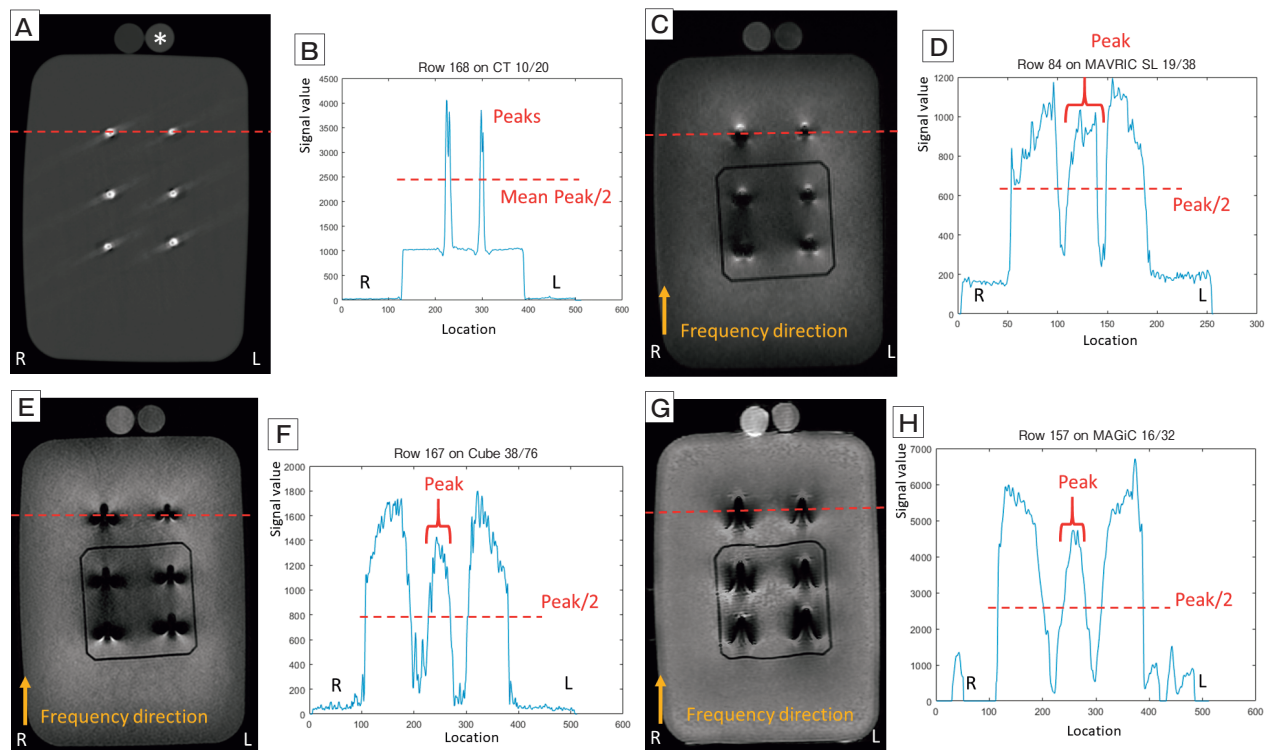 A
*
R
L
B
Row 168 on CT 10/20
Signal value
4500
4000
3500
3000
2500
2000
1500
1000
500
0
Peaks
Mean Peak/2
R
L
0 100 200 300 400 500 600
Location
C
Frequency direction
R
L
D
Peak
Row 84 on MAVRIC SL 19/38
Signal value
1200
1000
800
600
400
200
0
Peak/2
R
L
0 50 100 150 200 250 300
Location
E
Frequency direction
R
L
F
Row 167 on Cube 38/76
Signal value
2000
1800
1600
1400
1200
1000
800
600
400
200
0
Peak
Peak/2
R
L
0 100 200 300 400 500 600
Location
G
Frequency direction
R
L
H
Row 157 on MAGiC 16/32
Signal value
7000
6000
5000
4000
3000
2000
1000
0
Peak
Peak/2
R
L
0 100 200 300 400 500 600
Location